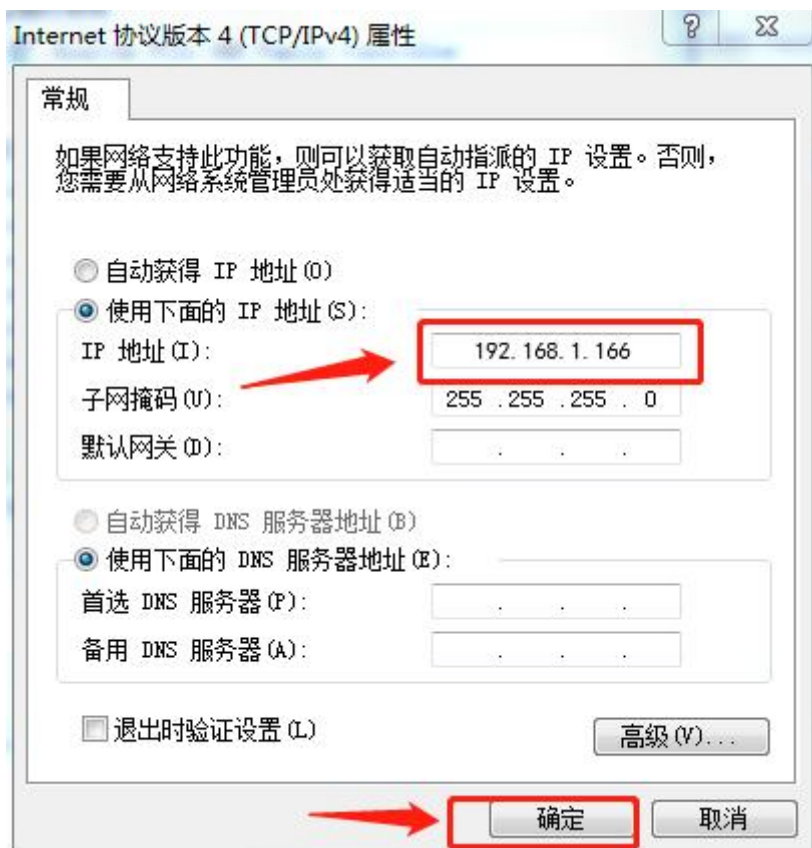 Internet 协议版本 4 (TCP/IPv4) 属性
常规
如果网络支持此功能，则可以获取自动指派的 IP 设置。否则，
您需要从网络系统管理员处获得适当的 IP 设置。
自动获得 IP 地址(O)
使用下面的 IP 地址(S):
IP 地址(I): 192.168.1.166
子网掩码(U): 255 .255 .255 . 0
默认网关(D): . . .
自动获得 DNS 服务器地址(B)
使用下面的 DNS 服务器地址(E):
首选 DNS 服务器(P): . . .
备用 DNS 服务器(A): . . .
退出时验证设置(L)
高级(V)...
确定 取消